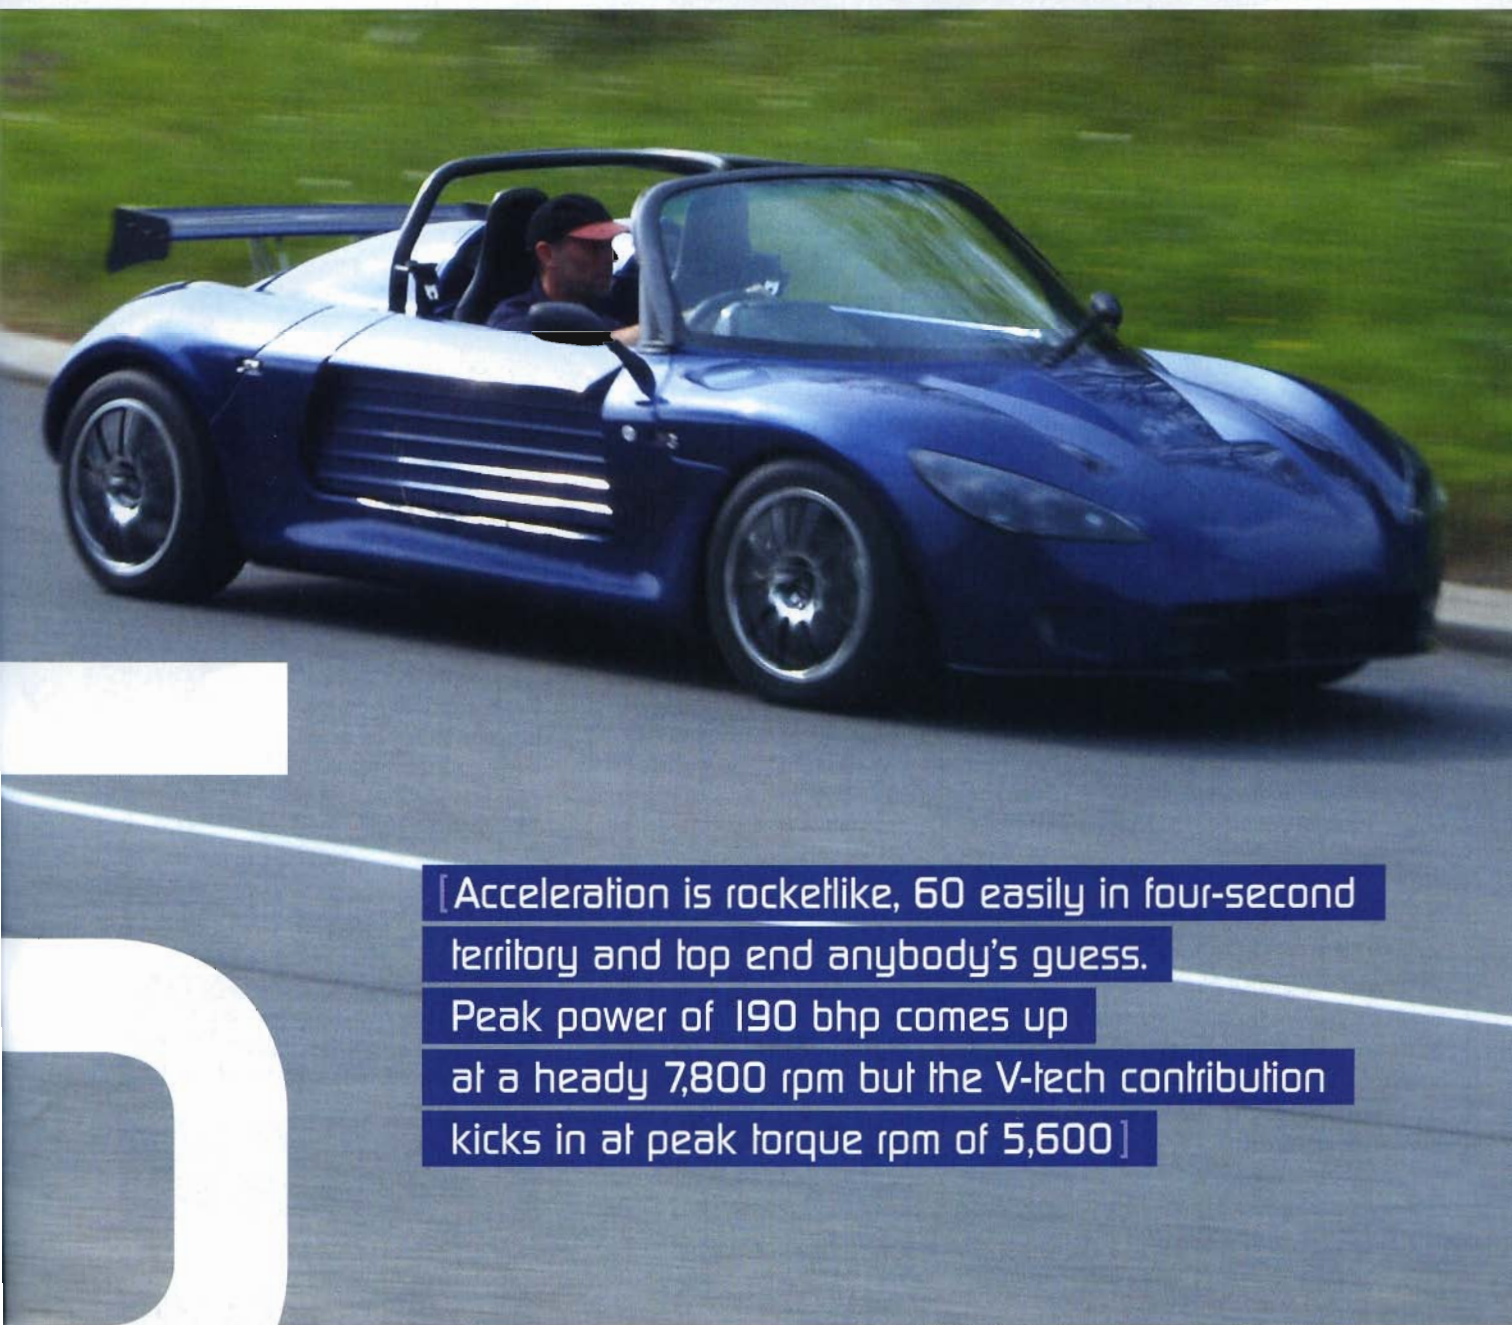 [Acceleration is rocketlike, 60 easily in four-second
territory and top end anybody's guess.
Peak power of 190 bhp comes up
at a heady 7,800 rpm but the V-tech contribution
kicks in at peak torque rpm of 5,600]